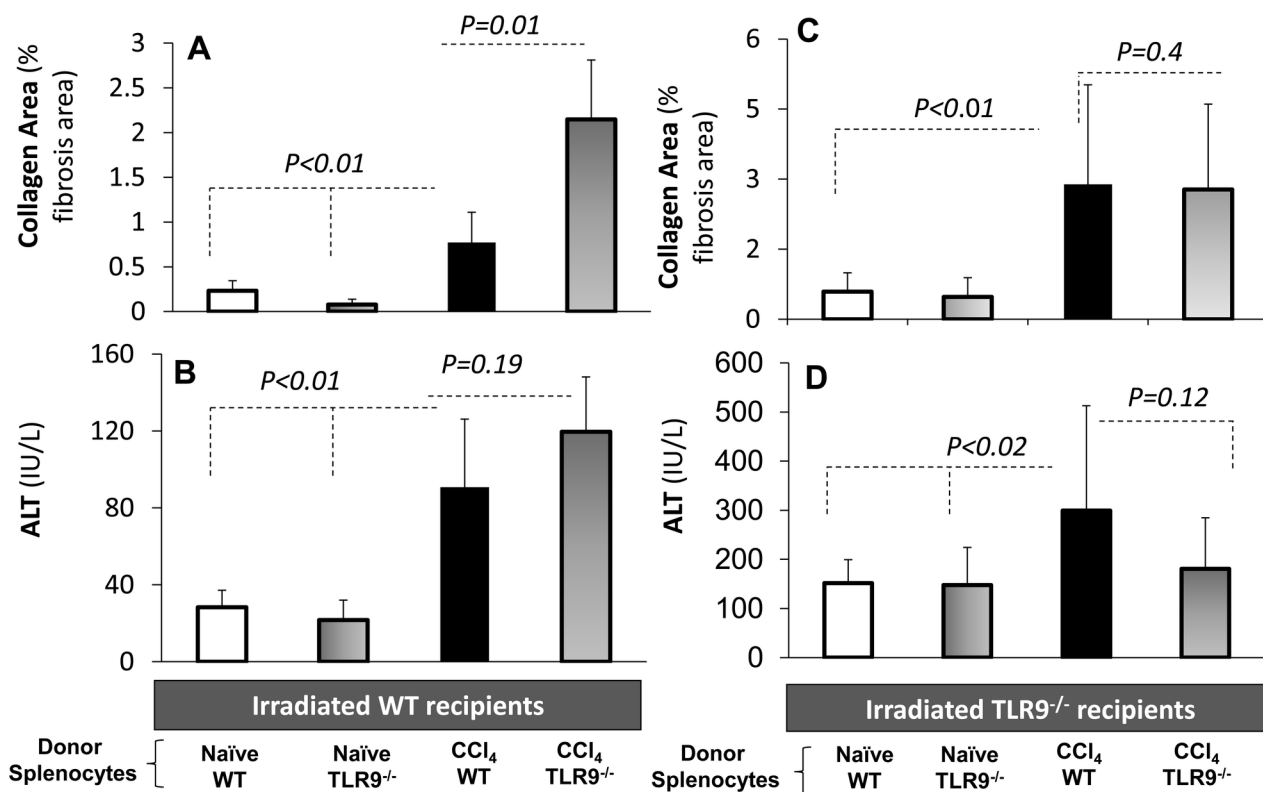 A
P=0.01
P<0.01
Collagen Area (%
fibrosis area)
3
2.5
2
1.5
1
0.5
0
B
P<0.01
P=0.19
ALT (IU/L)
160
120
80
40
0
Irradiated WT recipients
Donor
Splenocytes
Naïve
WT
Naïve
TLR9-/-
CCl4
WT
CCl4
TLR9-/-
C
P=0.4
P<0.01
Collagen Area (%
fibrosis area)
6
5
3
2
0
D
P=0.12
P<0.02
ALT (IU/L)
600
500
400
300
200
100
0
Irradiated TLR9-/- recipients
Donor
Splenocytes
Naïve
WT
Naïve
TLR9-/-
CCl4
WT
CCl4
TLR9-/-